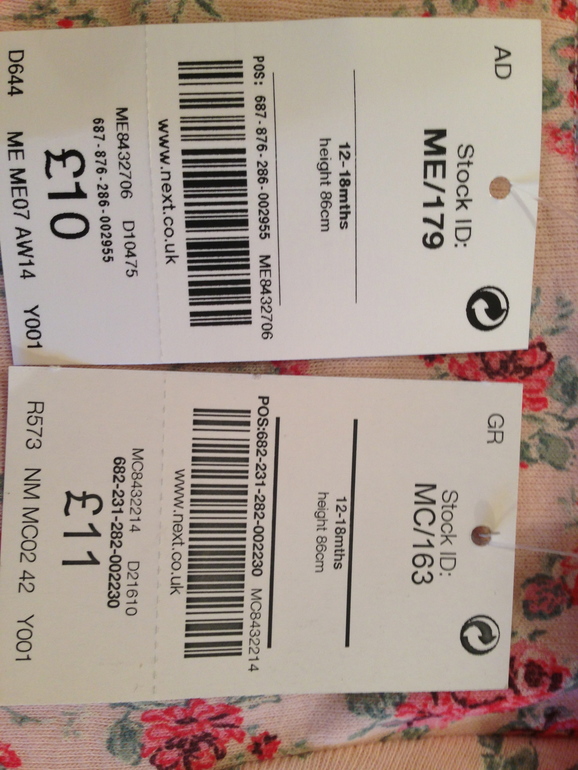 AD
Stock ID:
ME/179
12-18mths
height 86cm
POS: 687-876-286-002955 ME8432706
www.next.co.uk
ME8432706 D10475
687-876-286-002955
£10
D644 ME ME07 AW14 Y001
GR
Stock ID:
MC/163
12-18mths
height 86cm
POS:682-231-282-002230 MC8432214
www.next.co.uk
MC8432214 D21610
682-231-282-002230
£11
R573 NM MC02 42 Y001